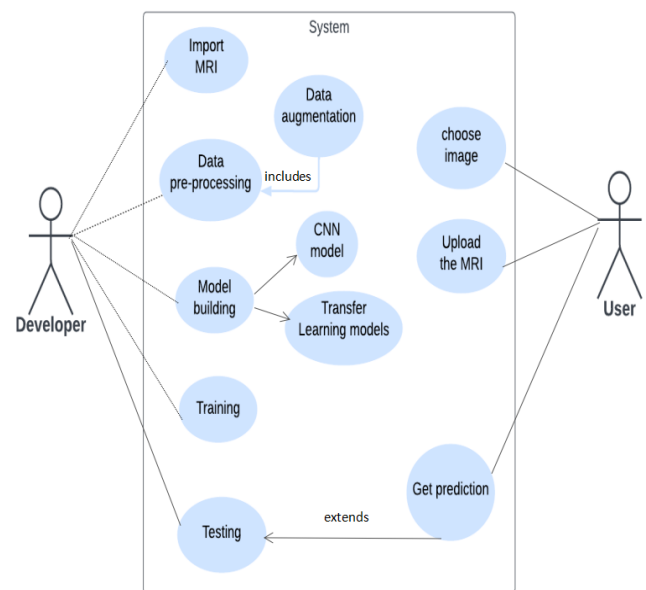 System
Import
MRI
Data
augmentation
choose
image
Data
pre-processing
includes
CNN
model
Upload
the MRI
Model
building
Transfer
Learning models
Developer
User
Training
Get prediction
extends
Testing